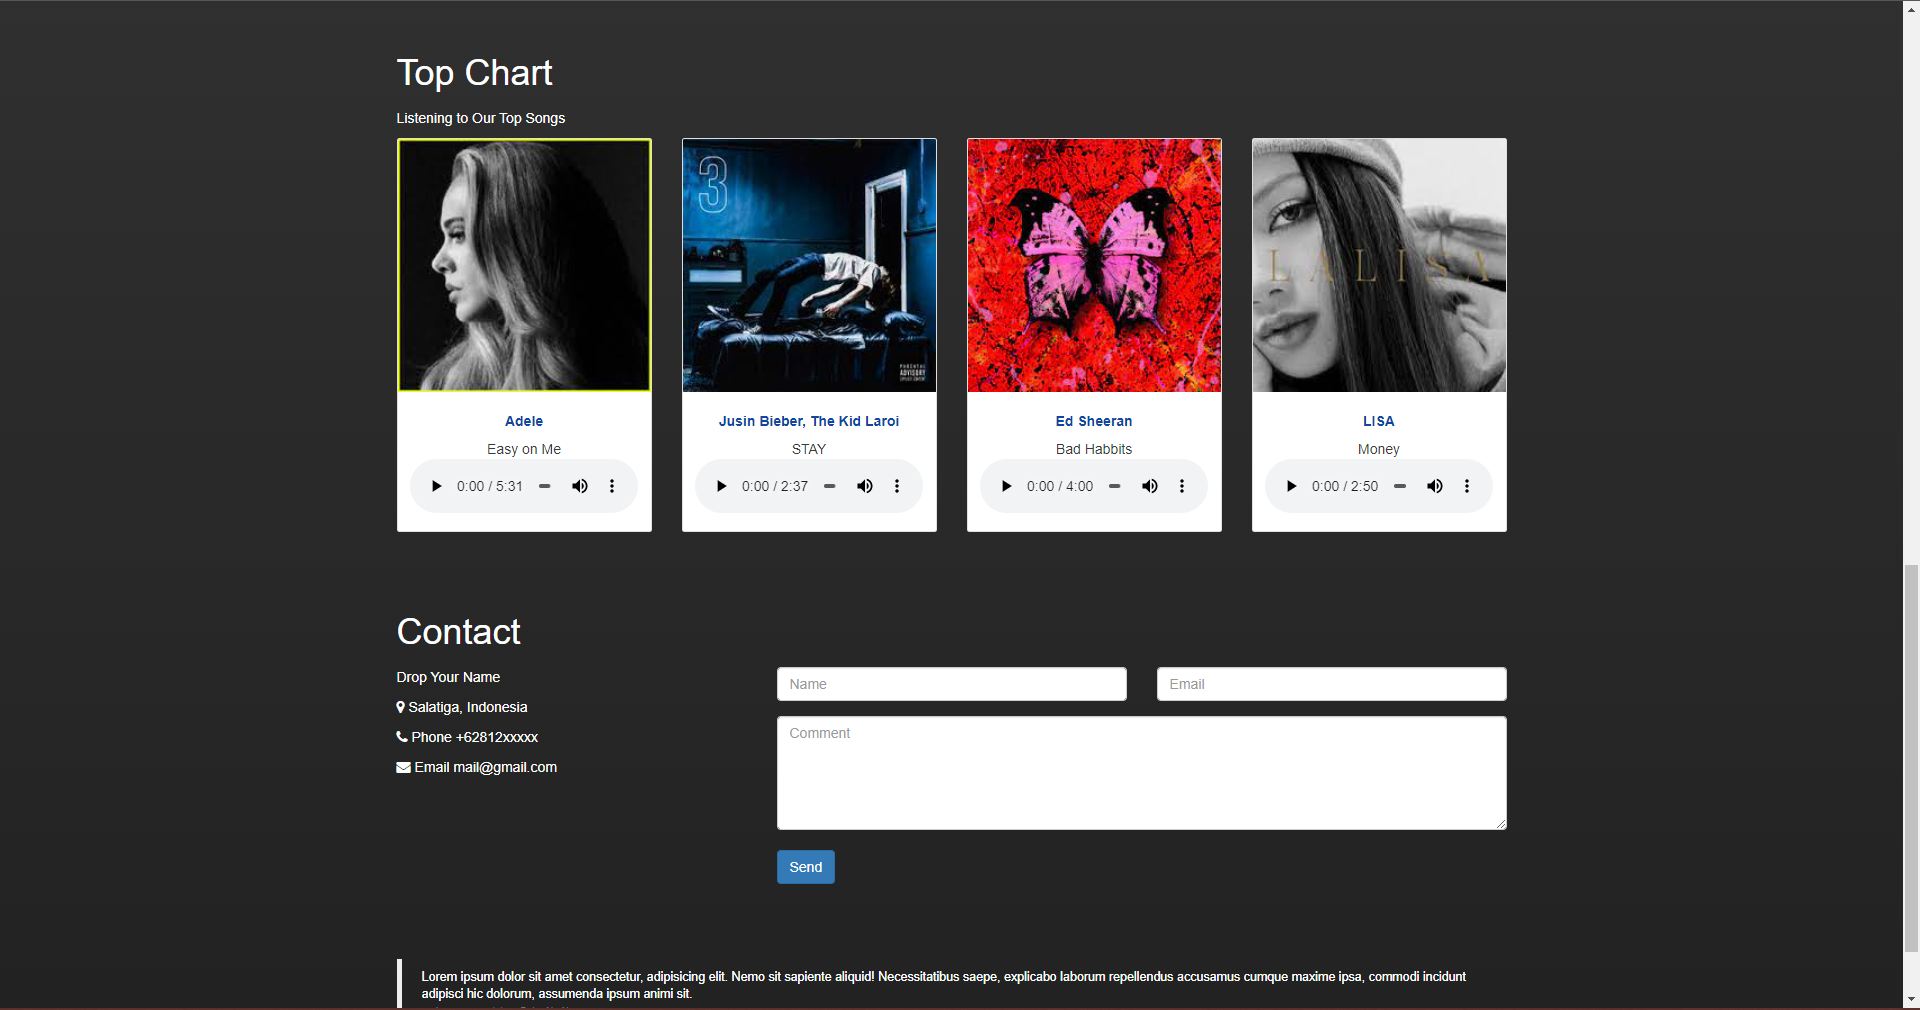 Top Chart
Listening to Our Top Songs
3
PARENTAL
ADVISORY
EXPLICIT CONTENT
LALISA
Adele
Jusin Bieber, The Kid Laroi
Ed Sheeran
LISA
Easy on Me
STAY
Bad Habbits
Money
0:00 / 5:31
0:00 / 2:37
0:00 / 4:00
0:00 / 2:50
Contact
Drop Your Name
Salatiga, Indonesia
Phone +62812xxxxx
Email mail@gmail.com
Name
Email
Comment
Send
Lorem ipsum dolor sit amet consectetur, adipisicing elit. Nemo sit sapiente aliquid! Necessitatibus saepe, explicabo laborum repellendus accusamus cumque maxime ipsa, commodi incidunt
adipisci hic dolorum, assumenda ipsum animi sit.